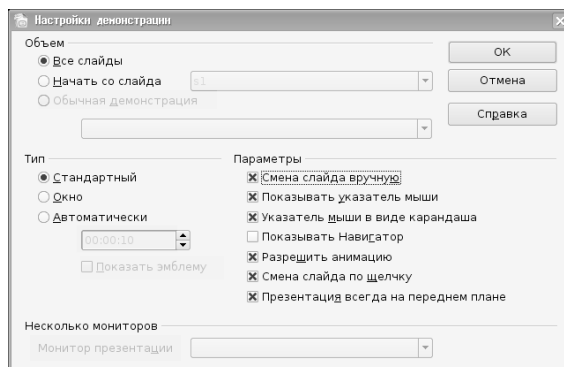 Настройки демонстрации
Объем
Все слайды
Начать со слайда
s1
Обычная демонстрация
ОК
Отмена
Справка
Тип
Стандартный
Окно
Автоматически
00:00:10
Показать эмблему
Параметры
Смена слайда вручную
Показывать указатель мыши
Указатель мыши в виде карандаша
Показывать Навигатор
Разрешить анимацию
Смена слайда по щелчку
Презентация всегда на переднем плане
Несколько мониторов
Монитор презентации